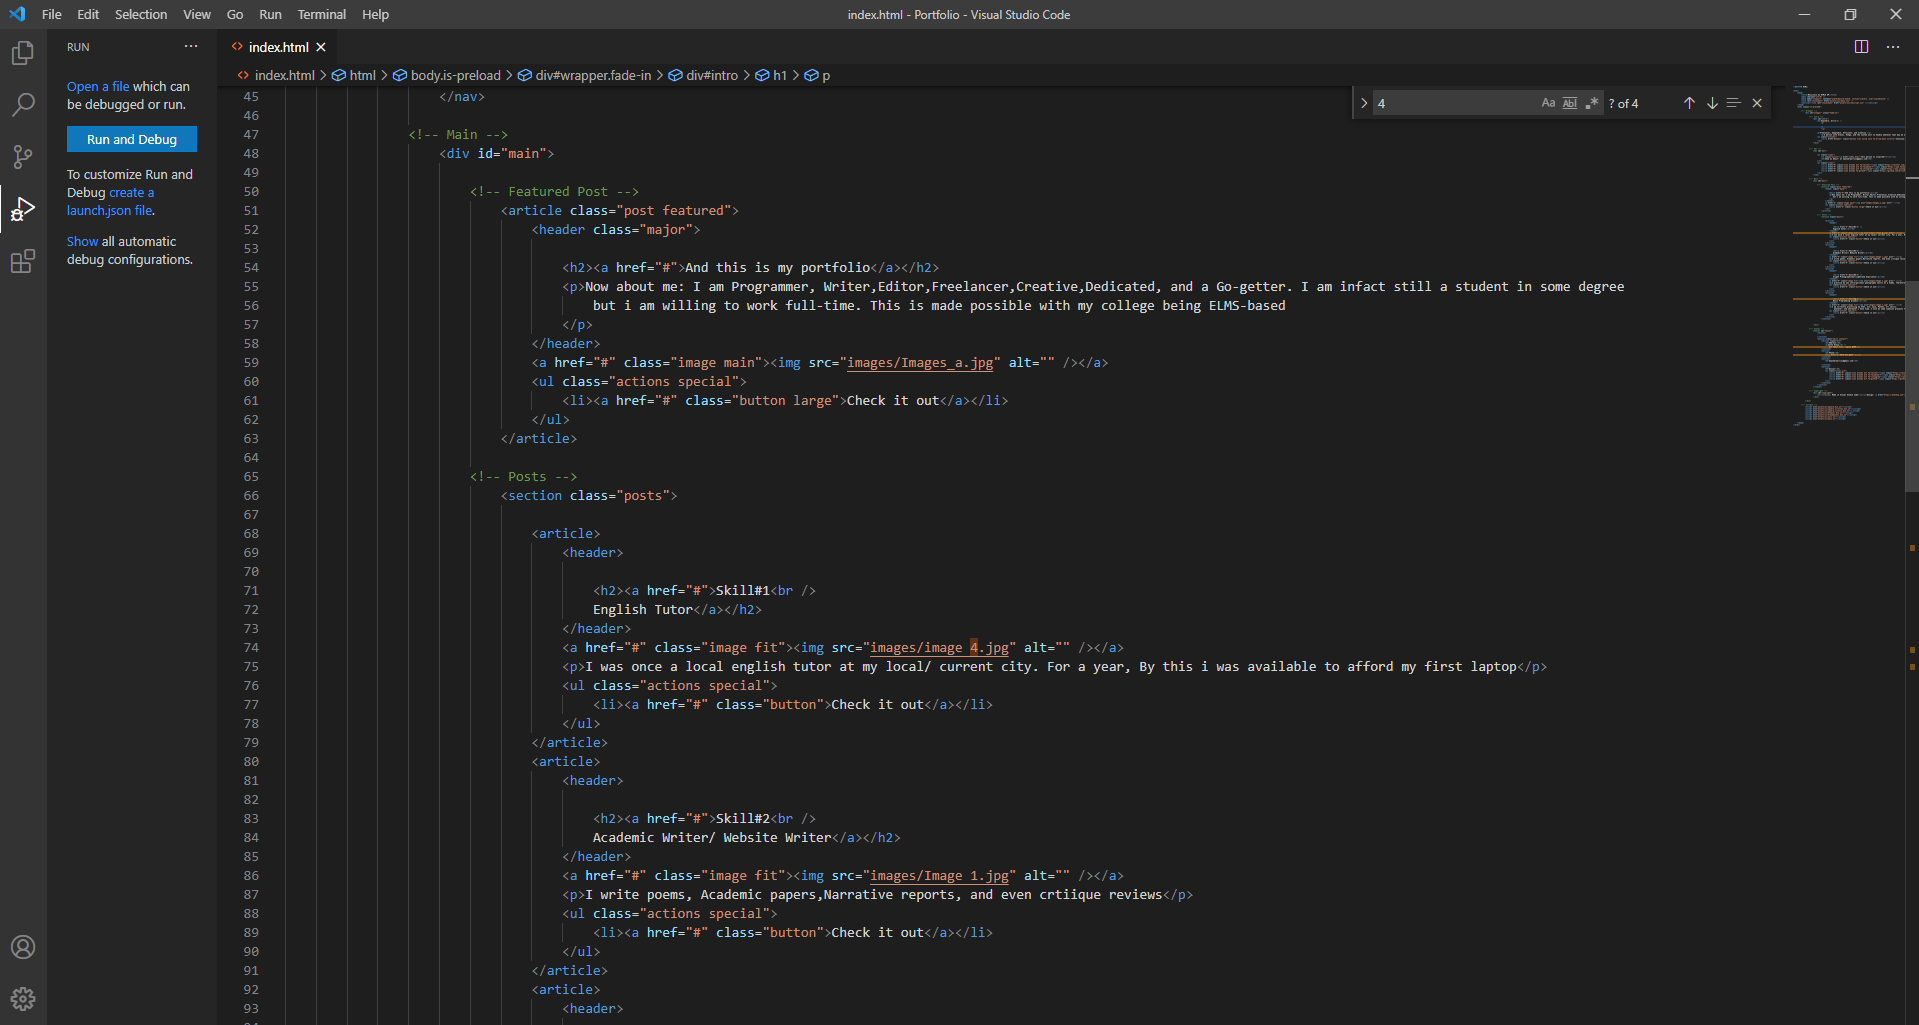 File Edit Selection View Go Run Terminal Help
index.html - Portfolio - Visual Studio Code
RUN
Open a file which can
be debugged or run.
Run and Debug
To customize Run and
Debug create a
launch.json file.
Show all automatic
debug configurations.
index.html
index.html > html > body.is-preload > div#wrapper.fade-in > div#intro > h1 > p
4 Aa Abl .* ? of 4
45 </nav>
46
47 <!-- Main -->
48 <div id="main">
49
50 <!-- Featured Post -->
51 <article class="post featured">
52 <header class="major">
53
54 <h2><a href="#">And this is my portfolio</a></h2>
55 <p>Now about me: I am Programmer, Writer,Editor,Freelancer,Creative,Dedicated, and a Go-getter. I am infact still a student in some degree
56 but i am willing to work full-time. This is made possible with my college being ELMS-based
57 </p>
58 </header>
59 <a href="#" class="image main"><img src="images/Images_a.jpg" alt="" /></a>
60 <ul class="actions special">
61 <li><a href="#" class="button large">Check it out</a></li>
62 </ul>
63 </article>
64
65 <!-- Posts -->
66 <section class="posts">
67
68 <article>
69 <header>
70
71 <h2><a href="#">Skill#1<br />
72 English Tutor</a></h2>
73 </header>
74 <a href="#" class="image fit"><img src="images/image 4.jpg" alt="" /></a>
75 <p>I was once a local english tutor at my local/ current city. For a year, By this i was available to afford my first laptop</p>
76 <ul class="actions special">
77 <li><a href="#" class="button">Check it out</a></li>
78 </ul>
79 </article>
80 <article>
81 <header>
82
83 <h2><a href="#">Skill#2<br />
84 Academic Writer/ Website Writer</a></h2>
85 </header>
86 <a href="#" class="image fit"><img src="images/Image 1.jpg" alt="" /></a>
87 <p>I write poems, Academic papers,Narrative reports, and even crtiique reviews</p>
88 <ul class="actions special">
89 <li><a href="#" class="button">Check it out</a></li>
90 </ul>
91 </article>
92 <article>
93 <header>